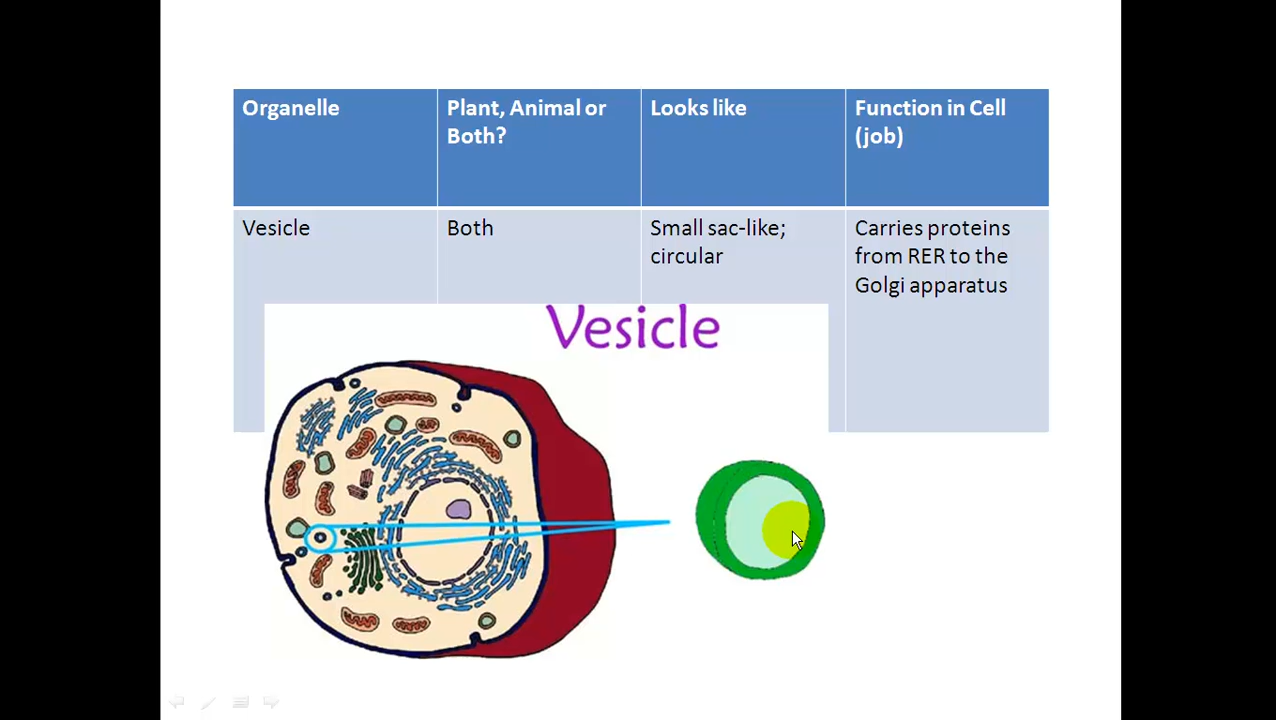 Organelle
Plant, Animal or
Both?
Looks like
Function in Cell
(job)
Vesicle
Both
Small sac-like;
circular
Carries proteins
from RER to the
Golgi apparatus
Vesicle